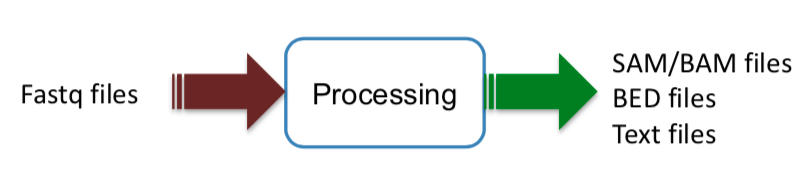 Fastq files
Processing
SAM/BAM files
BED files
Text files